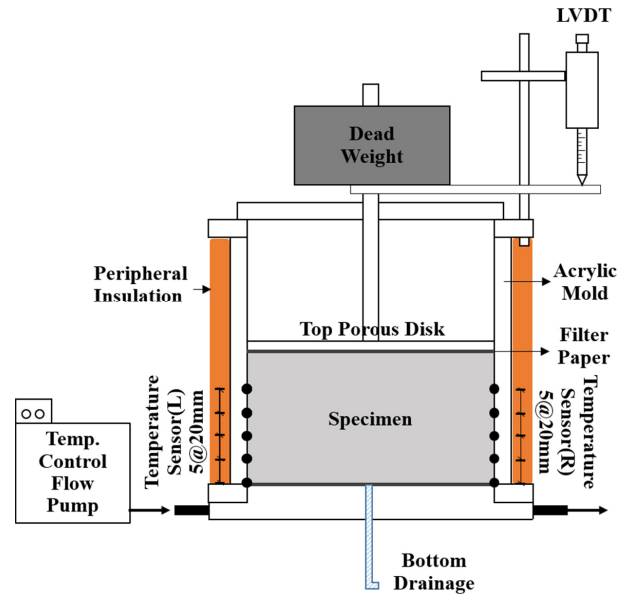 LVDT
Dead
Weight
Peripheral
Insulation
Acrylic
Mold
Top Porous Disk
Filter
Paper
Temperature
Sensor(L)
5@20mm
Specimen
Temperature
Sensor(R)
5@20mm
Temp.
Control
Flow
Pump
Bottom
Drainage